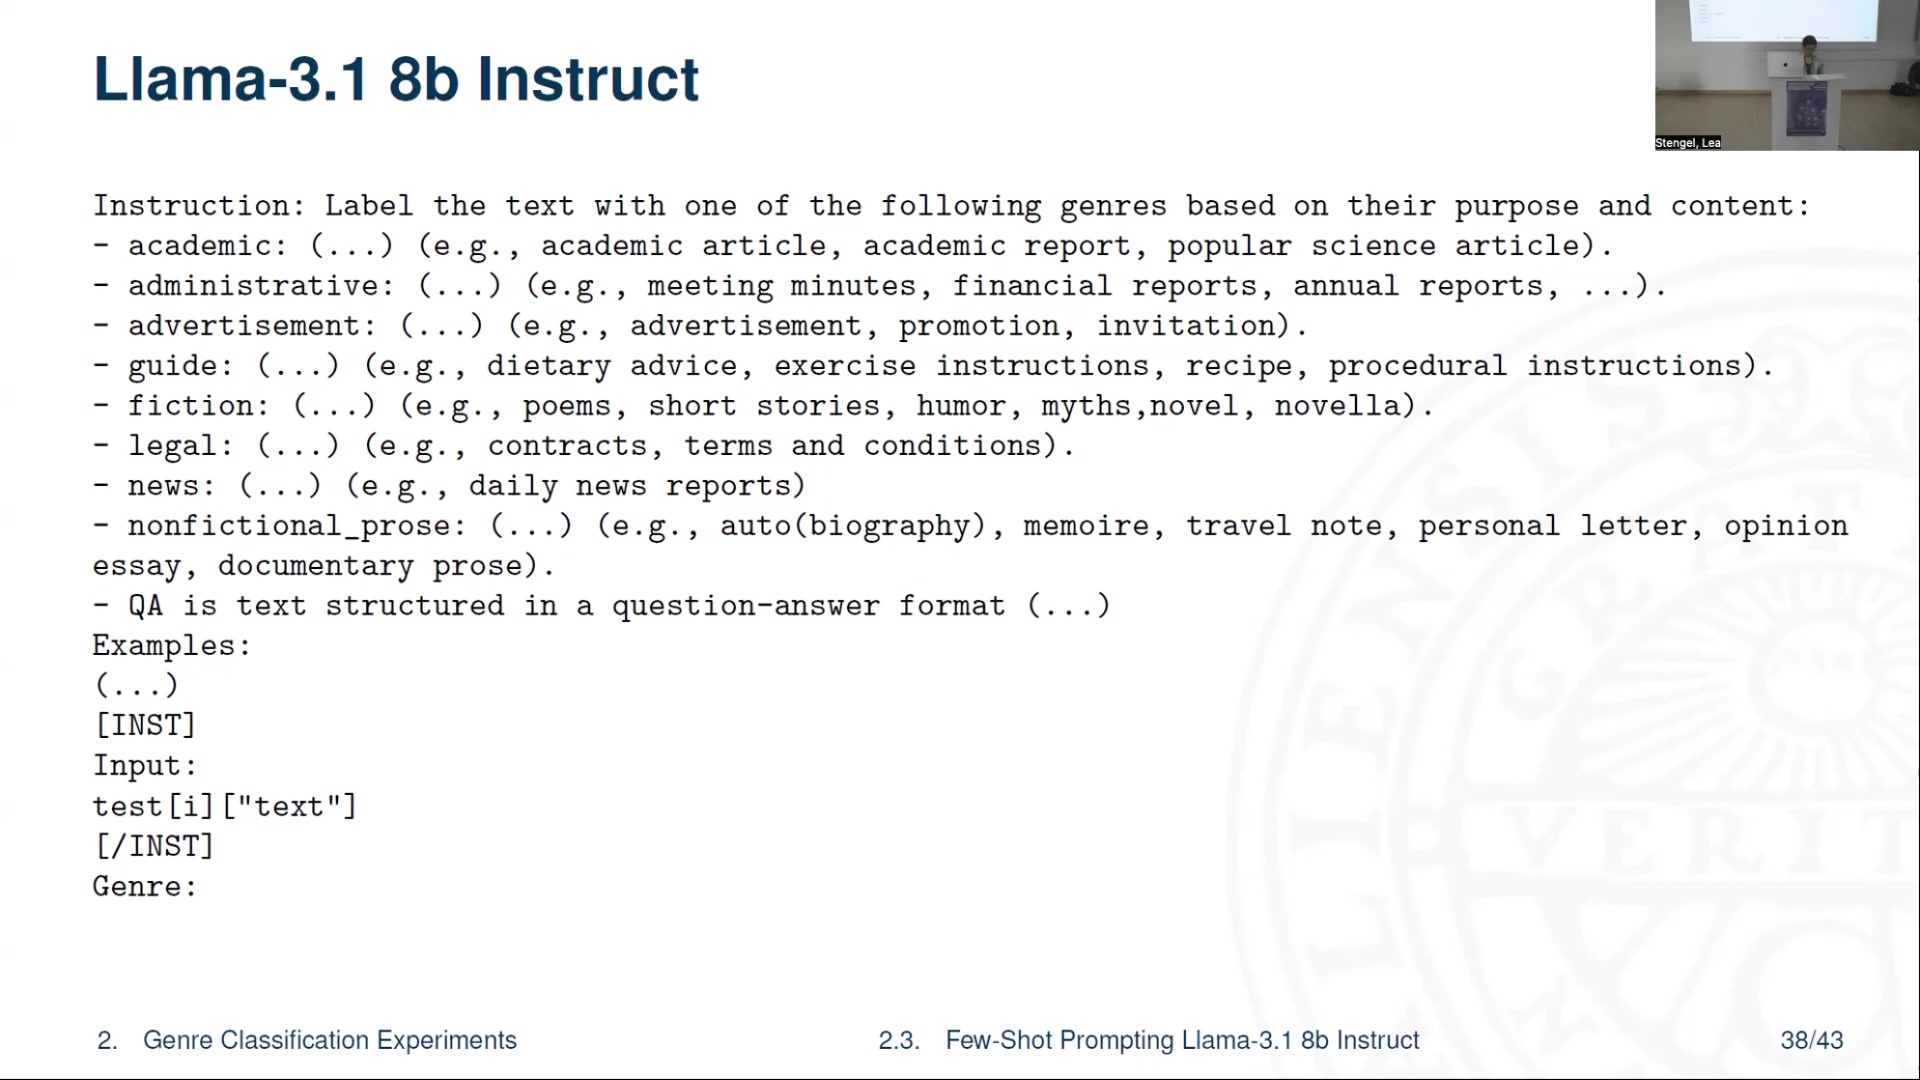 Llama-3.1 8b Instruct
Stengel, Lea
Instruction: Label the text with one of the following genres based on their purpose and content:
- academic: (...) (e.g., academic article, academic report, popular science article).
- administrative: (...) (e.g., meeting minutes, financial reports, annual reports, ...).
- advertisement: (...) (e.g., advertisement, promotion, invitation).
- guide: (...) (e.g., dietary advice, exercise instructions, recipe, procedural instructions).
- fiction: (...) (e.g., poems, short stories, humor, myths,novel, novella).
- legal: (...) (e.g., contracts, terms and conditions).
- news: (...) (e.g., daily news reports)
- nonfictional_prose: (...) (e.g., auto(biography), memoire, travel note, personal letter, opinion
essay, documentary prose).
- QA is text structured in a question-answer format (...)
Examples:
(...)
[INST]
Input:
test[i]["text"]
[/INST]
Genre:
2. Genre Classification Experiments
2.3. Few-Shot Prompting Llama-3.1 8b Instruct
38/43